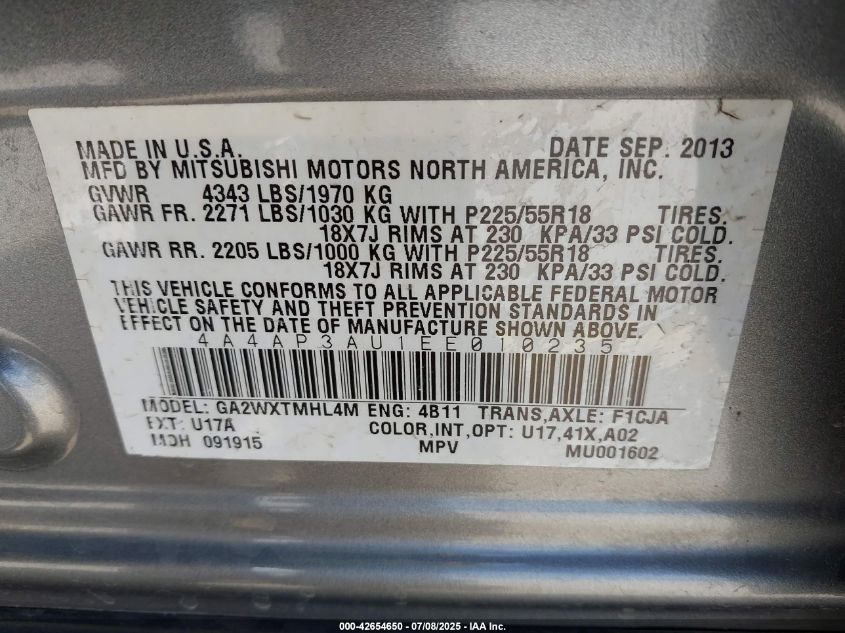 MADE IN U.S.A. DATE SEP. 2013
MFD BY MITSUBISHI MOTORS NORTH AMERICA, INC.
GVWR 4343 LBS/1970 KG
GAWR FR. 2271 LBS/1030 KG WITH P225/55R18 TIRES.
18X7J RIMS AT 230 KPA/33 PSI COLD.
GAWR RR. 2205 LBS/1000 KG WITH P225/55R18 TIRES.
18X7J RIMS AT 230 KPA/33 PSI COLD.
THIS VEHICLE CONFORMS TO ALL APPLICABLE FEDERAL MOTOR
VEHICLE SAFETY AND THEFT PREVENTION STANDARDS IN
EFFECT ON THE DATE OF MANUFACTURE SHOWN ABOVE.
4A4AP3AU1EE010235
MODEL: GA2WXTMHL4M ENG: 4B11 TRANS,AXLE: F1CJA
EXT: U17A COLOR,INT,OPT: U17,41X,A02
MDH 091915 MPV MU001602
000-42654650 - 07/08/2025 - IAA Inc.